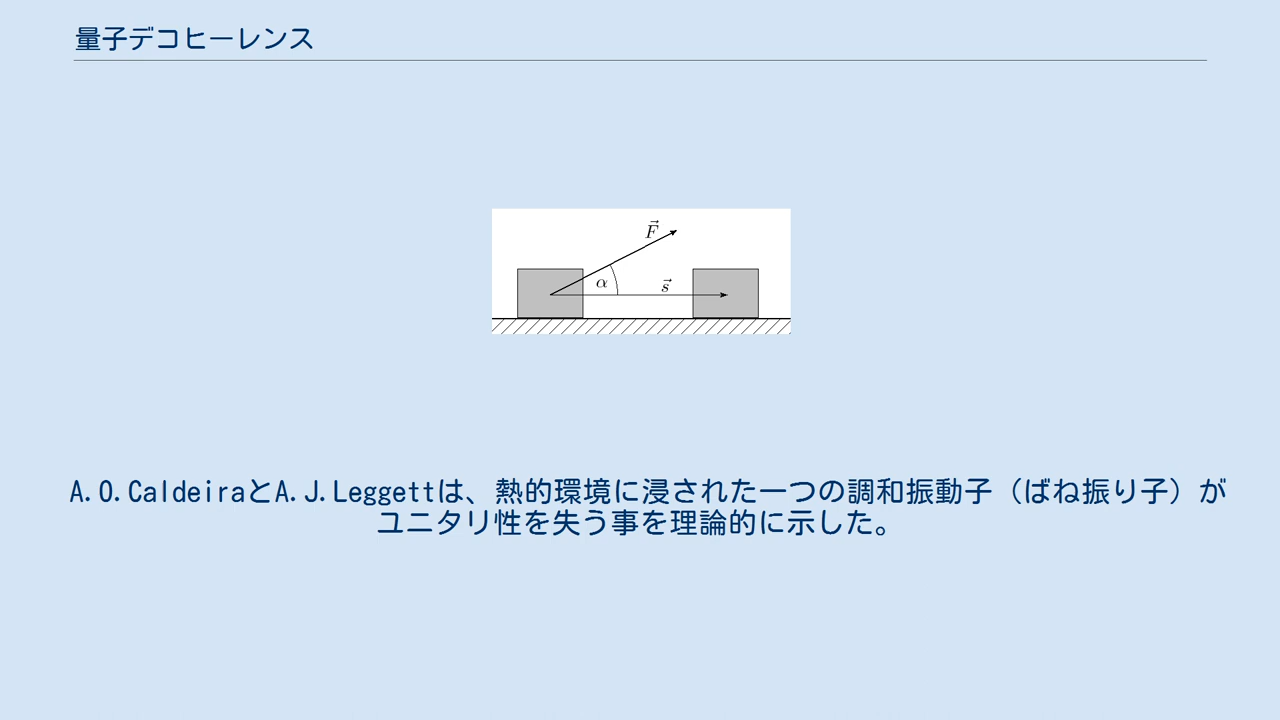 量子デコヒーレンス
F⃗
α
s⃗
A.O.CaldeiraとA.J.Leggettは、熱的環境に浸された一つの調和振動子（ばね振り子）が
ユニタリ性を失う事を理論的に示した。